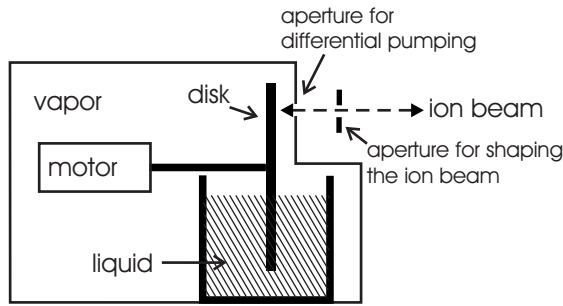 aperture for
differential pumping
vapor
disk
ion beam
motor
aperture for shaping
the ion beam
liquid